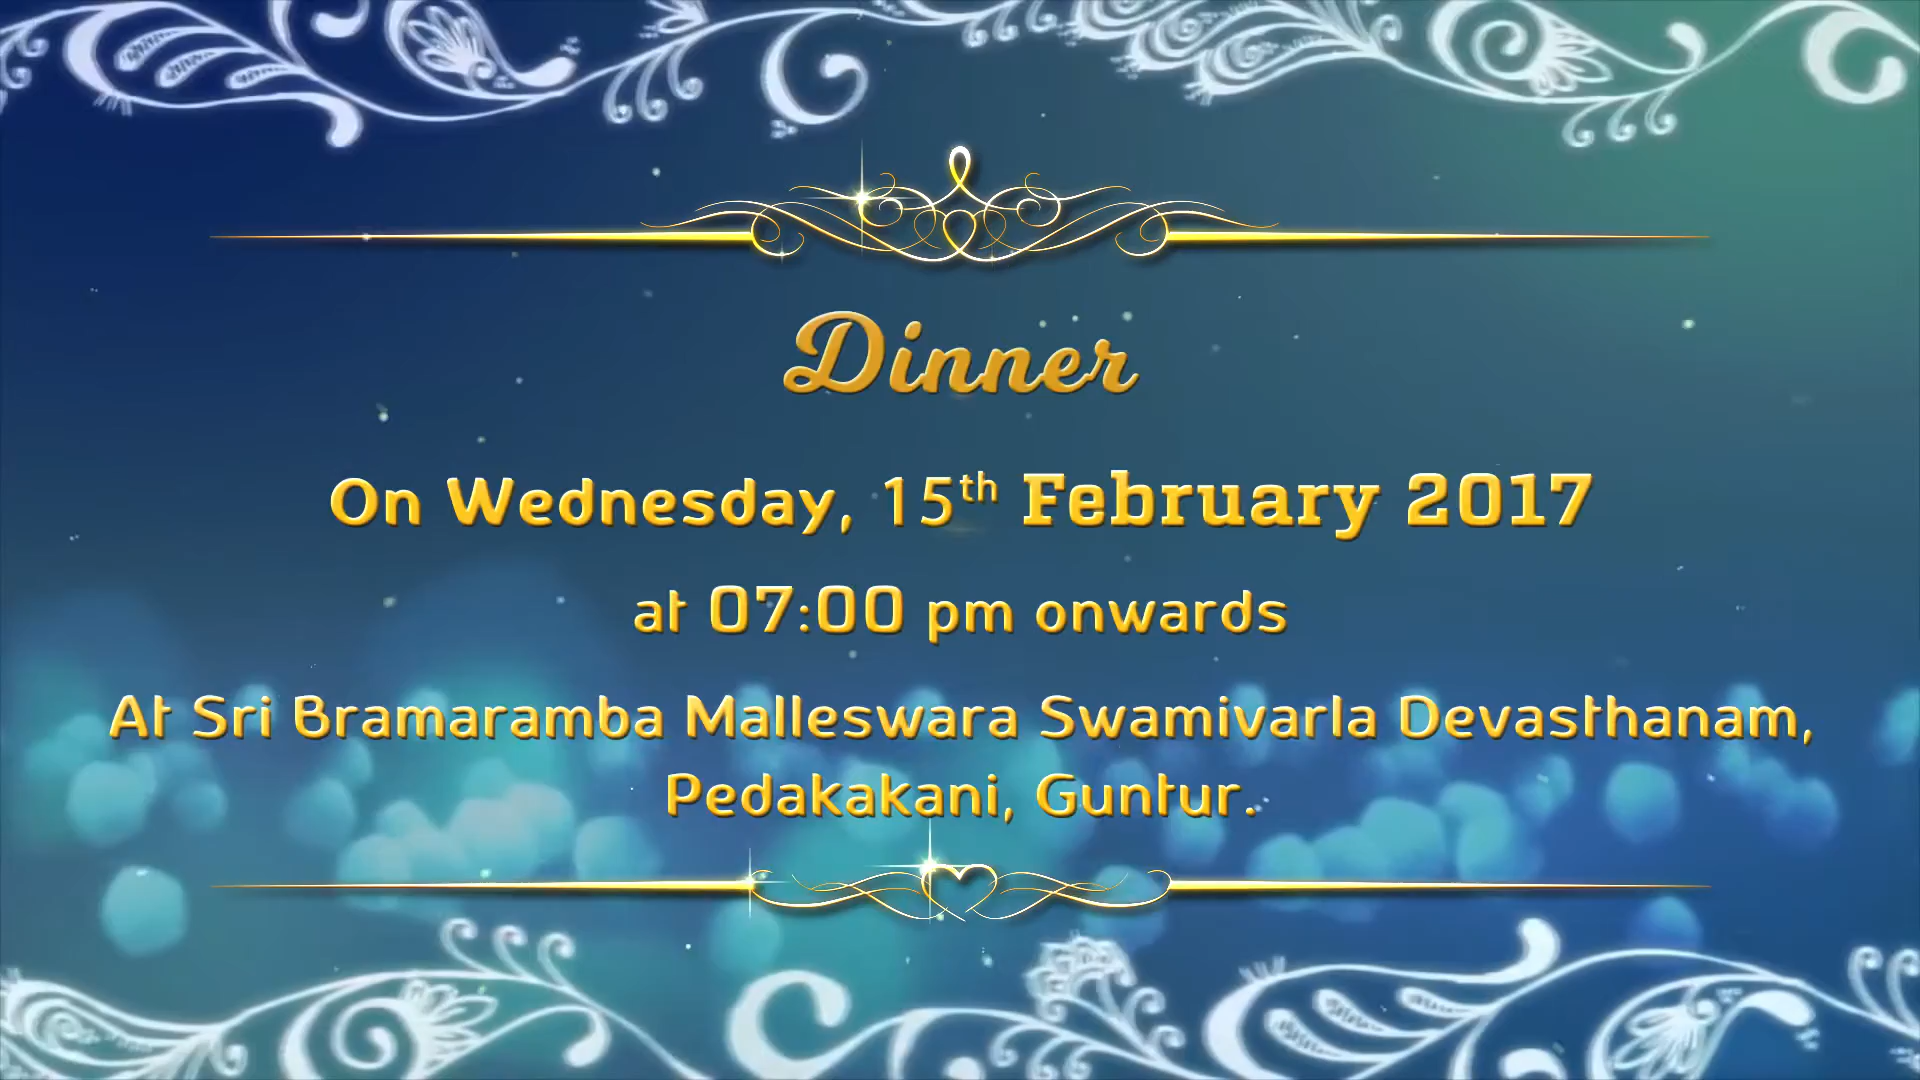 Dinner
On Wednesday, 15th February 2017
at 07:00 pm onwards
At Sri Bramaramba Malleswara Swamivarla Devasthanam,
Pedakakani, Guntur.